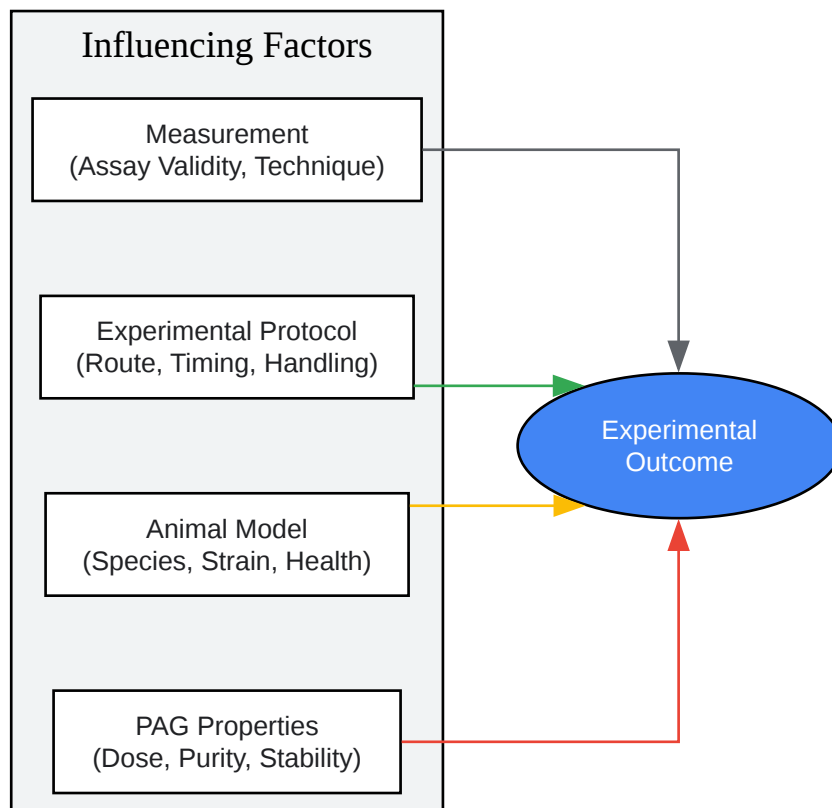 Influencing Factors
Measurement
(Assay Validity, Technique)
Experimental Protocol
(Route, Timing, Handling)
Experimental
Outcome
Animal Model
(Species, Strain, Health)
PAG Properties
(Dose, Purity, Stability)